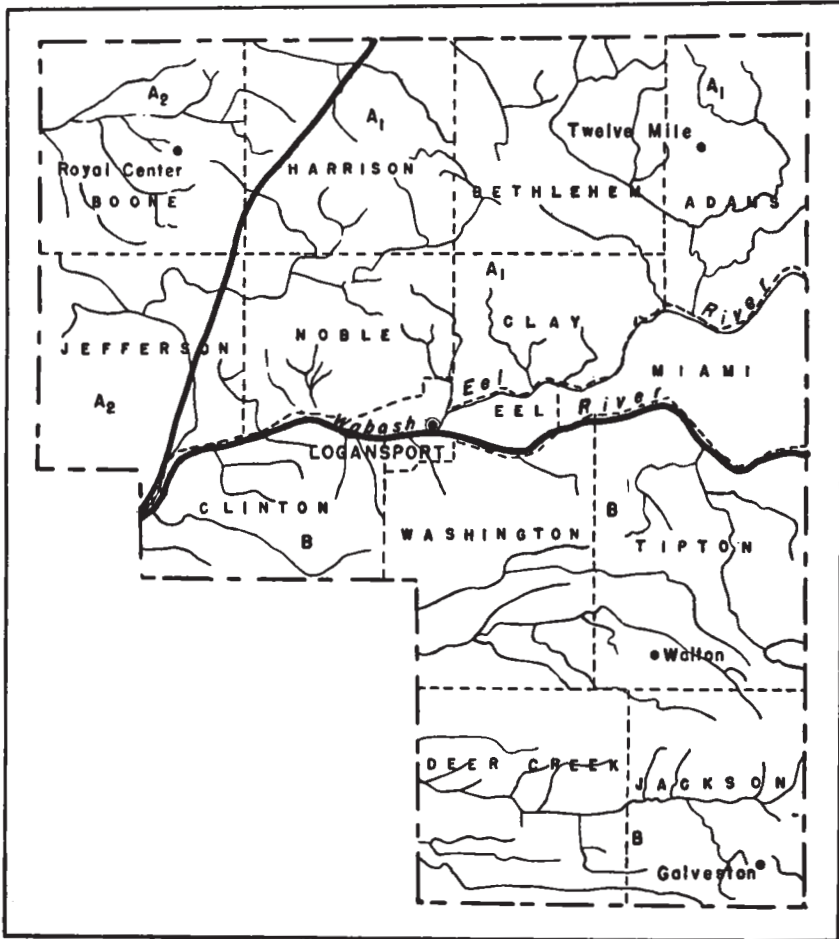 A2
A1
A1
Twelve Mile
Royal Center
HARRISON
BOONE
BETHLEHEM
ADAMS
A1
River
CLAY
NOBLE
JEFFERSON
MIAMI
Eel
A2
EEL
River
Wabash
LOGANSPORT
CLINTON
B
WASHINGTON
B
TIPTON
Walton
DEER CREEK
JACKSON
B
Galveston